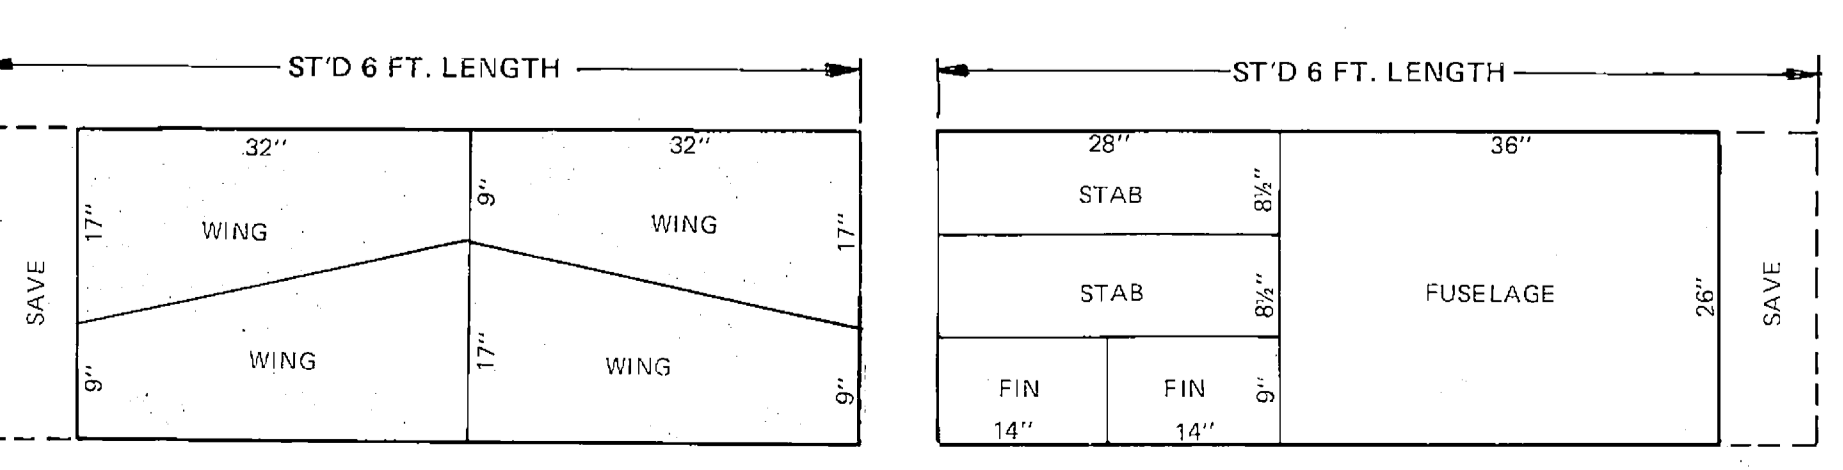 ST'D 6 FT. LENGTH
32"
32"
17"
9"
17"
WING
WING
SAVE
9"
WING
17"
WING
9"
ST'D 6 FT. LENGTH
28"
36"
STAB
8½"
STAB
8½"
FUSELAGE
26"
SAVE
FIN
FIN
9"
14"
14"